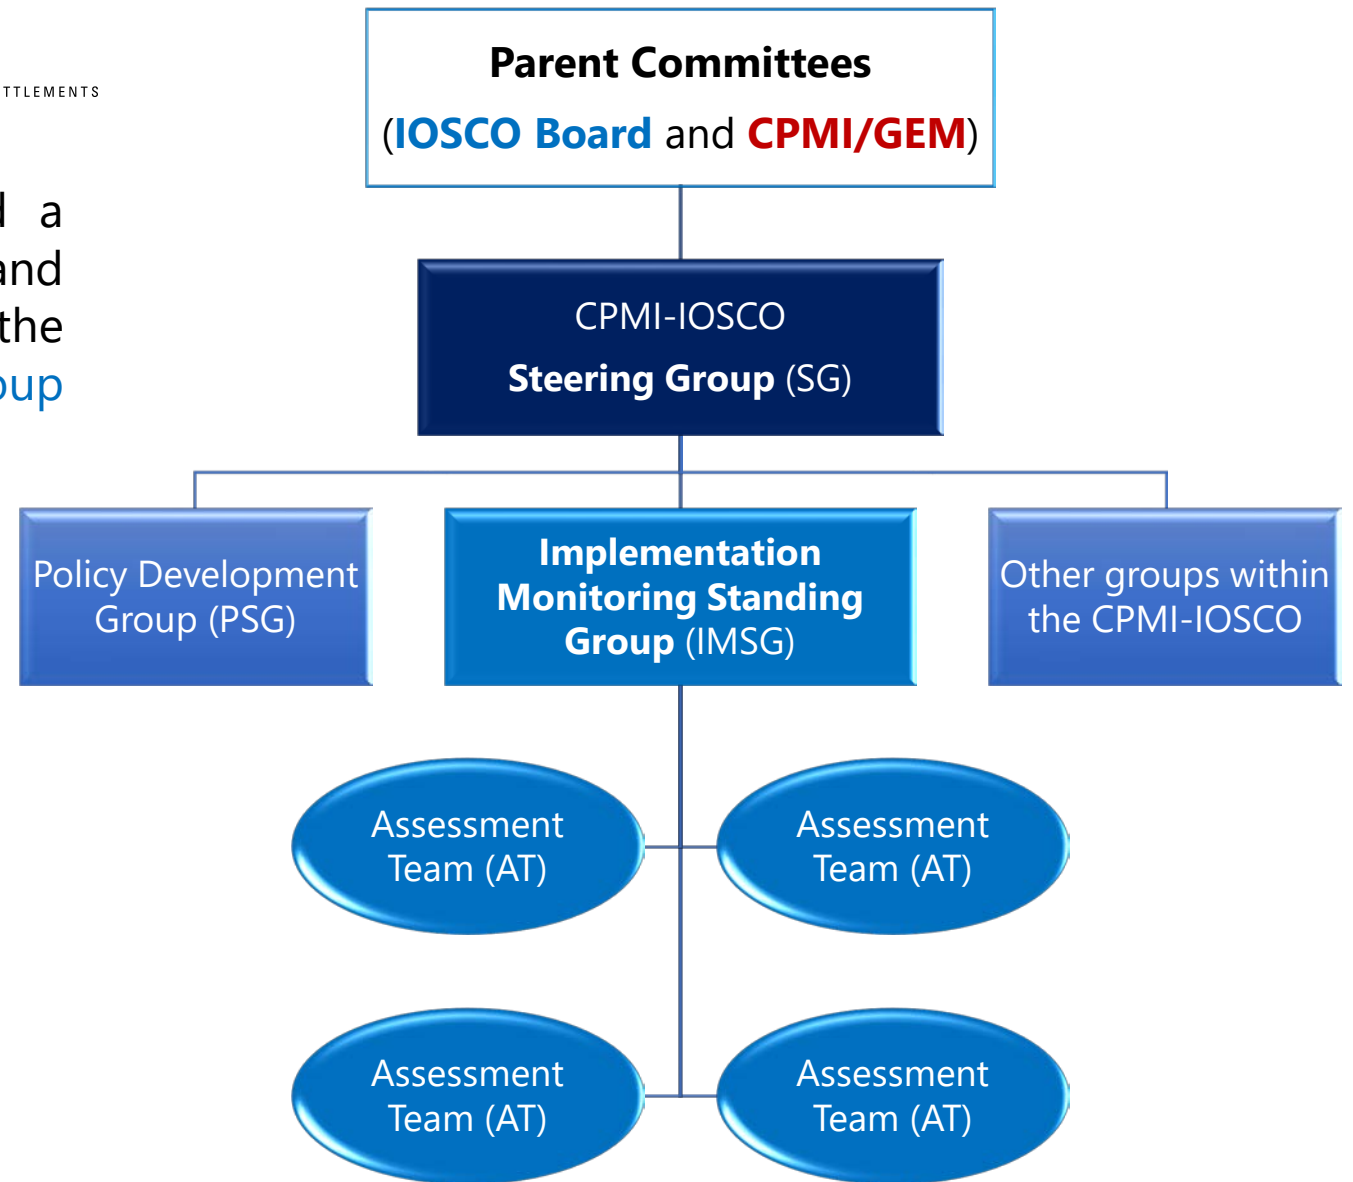 Parent Committees
(IOSCO Board and CPMI/GEM)
TTLEMENTS
a
and
the
CPMI-IOSCO
Steering Group (SG)
Policy Development
Group (PSG)
Implementation
Monitoring Standing
Group (IMSG)
Other groups within
the CPMI-IOSCO
Assessment
Team (AT)
Assessment
Team (AT)
Assessment
Team (AT)
Assessment
Team (AT)